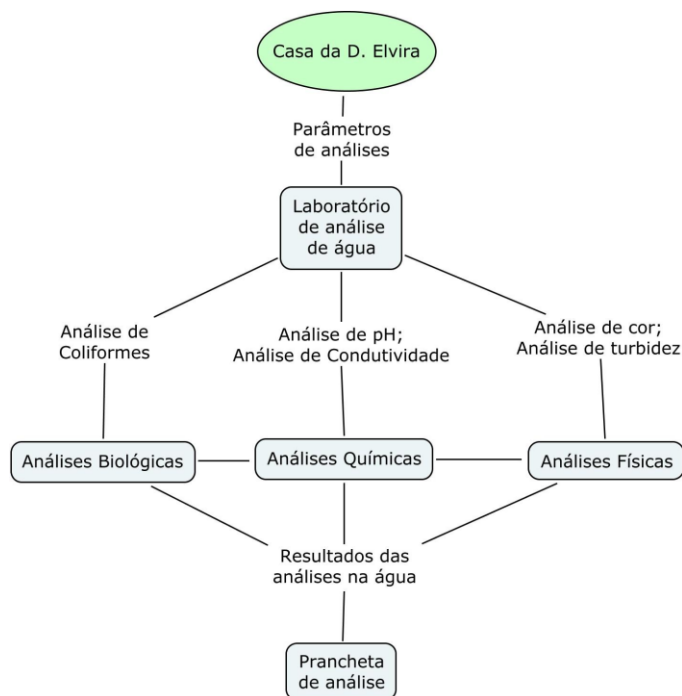 Casa da D. Elvira
Parâmetros
de análises
Laboratório
de análise
de água
Análise de
Coliformes
Análise de pH;
Análise de Condutividade
Análise de cor;
Análise de turbidez
Análises Biológicas
Análises Químicas
Análises Físicas
Resultados das
análises na água
Prancheta
de análise